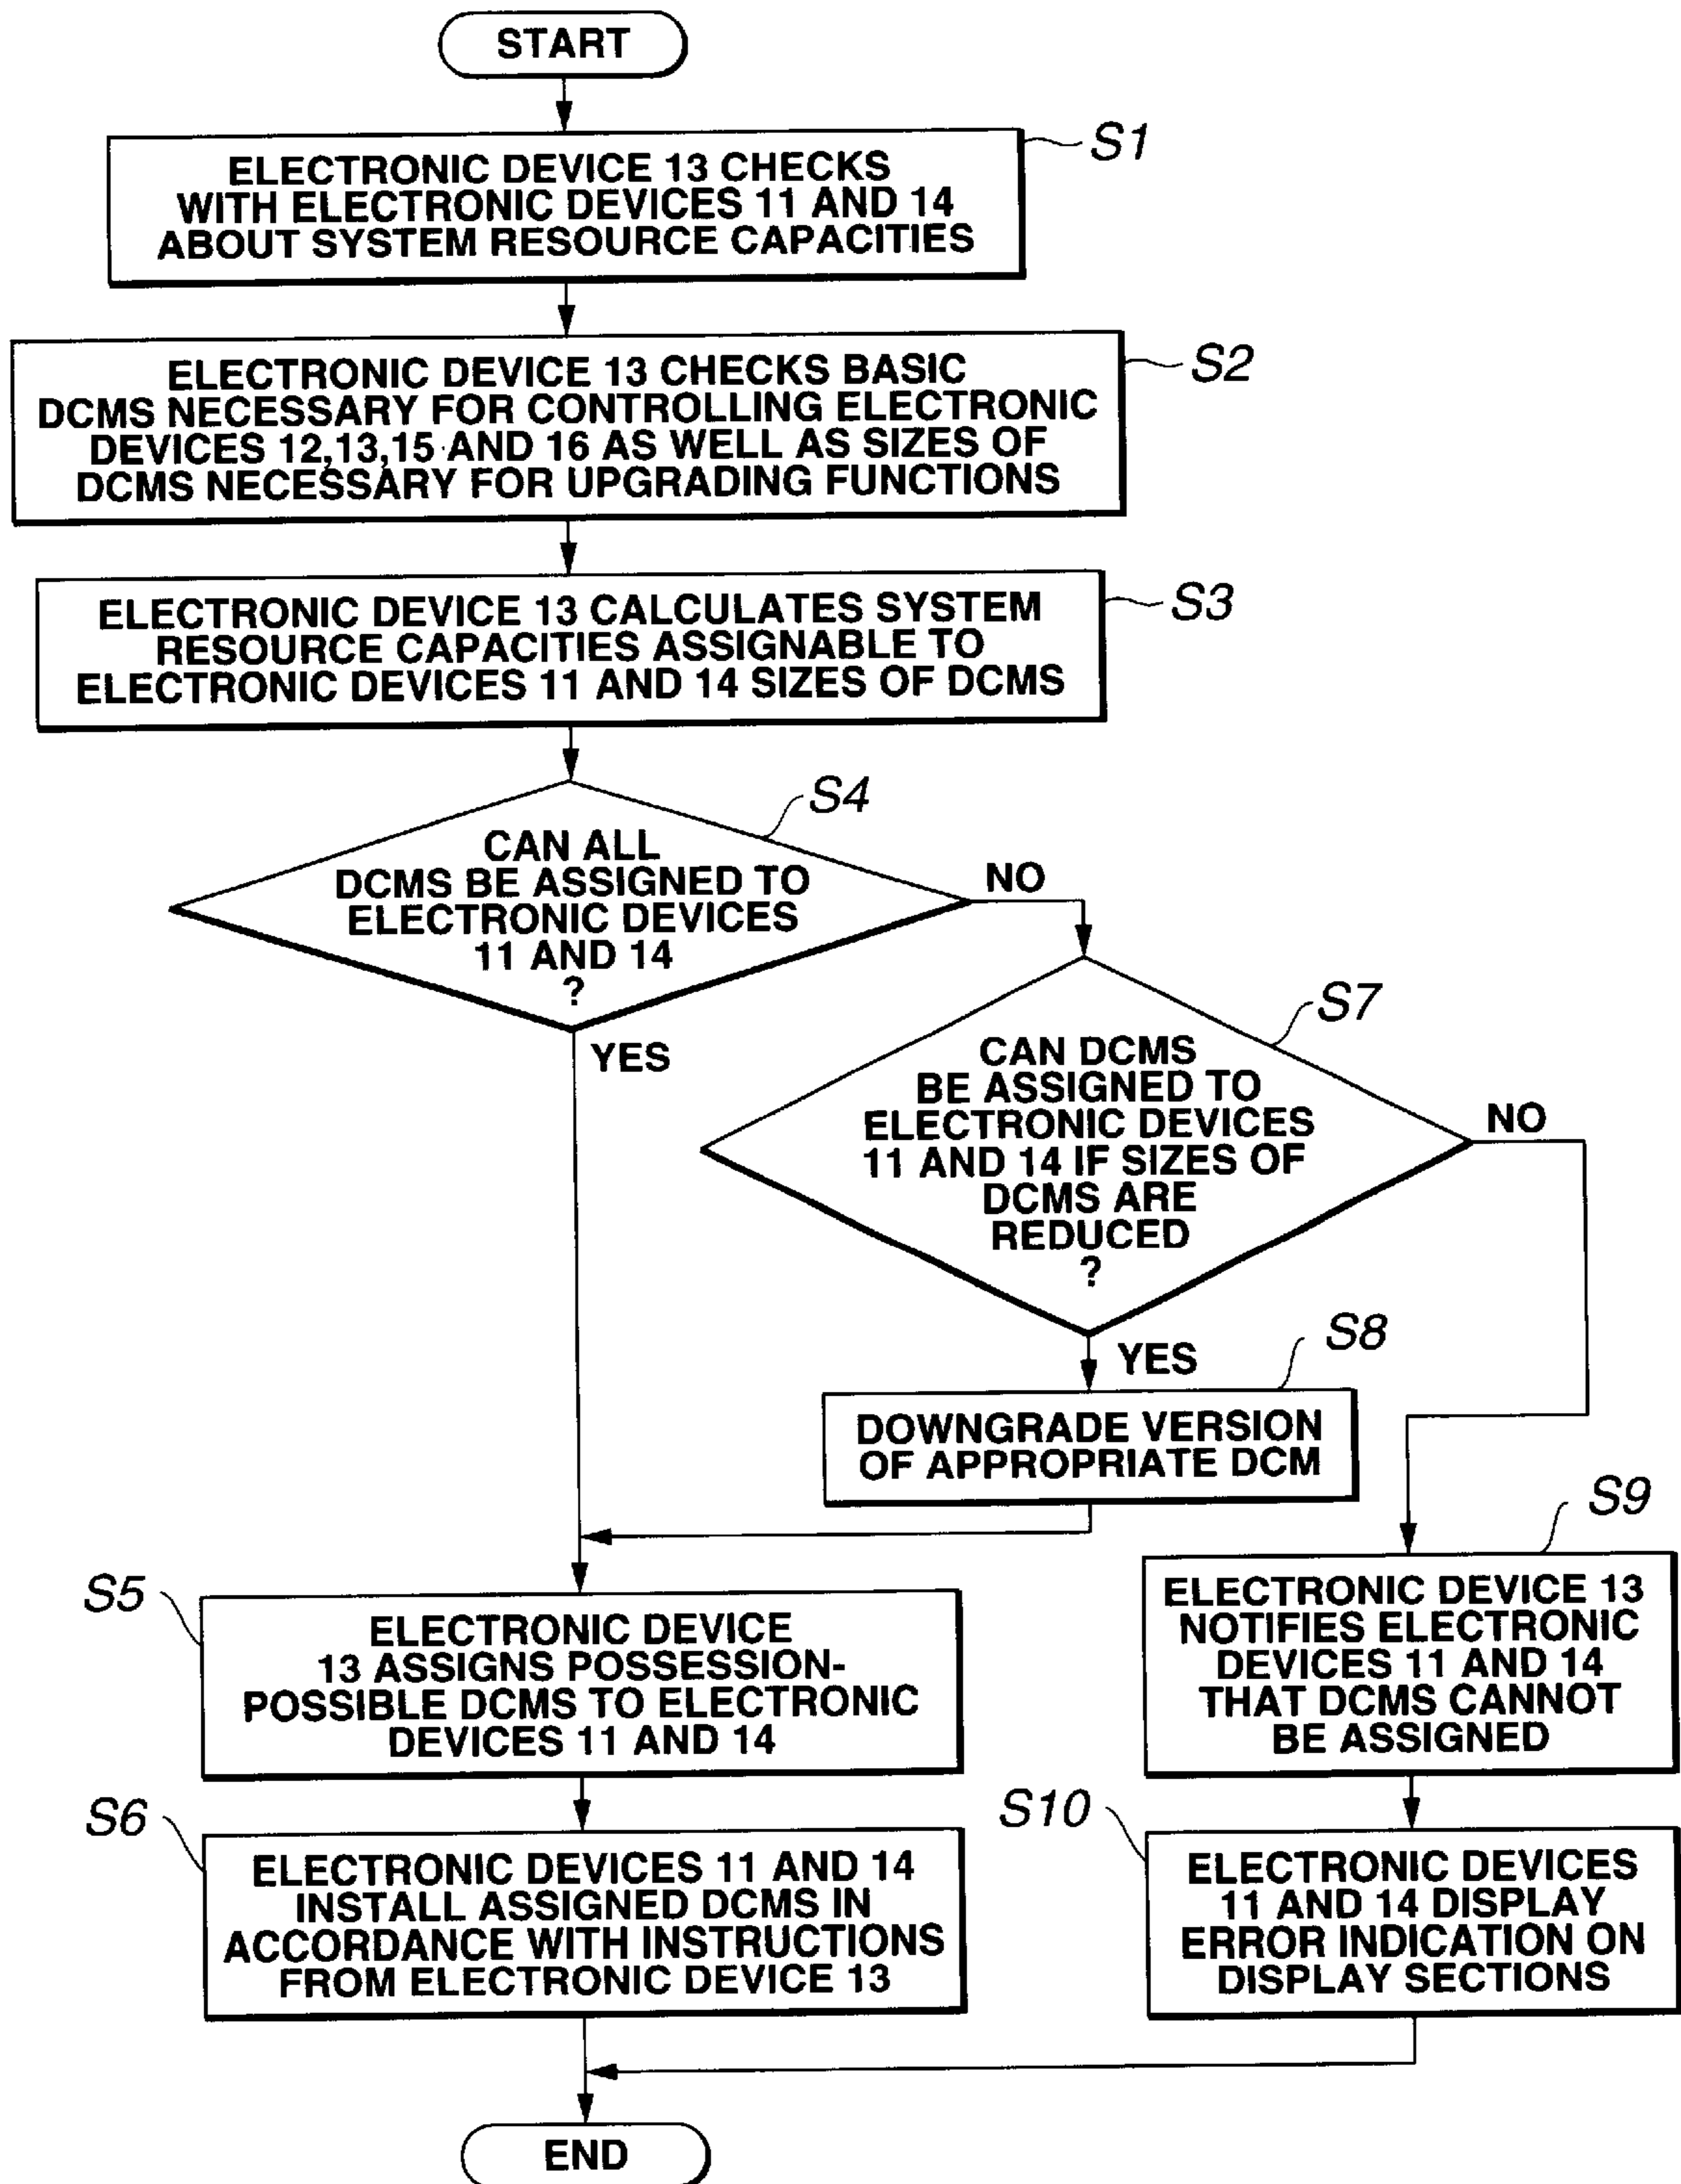 START
S1
ELECTRONIC DEVICE 13 CHECKS
WITH ELECTRONIC DEVICES 11 AND 14
ABOUT SYSTEM RESOURCE CAPACITIES
S2
ELECTRONIC DEVICE 13 CHECKS BASIC
DCMS NECESSARY FOR CONTROLLING ELECTRONIC
DEVICES 12,13,15 AND 16 AS WELL AS SIZES OF
DCMS NECESSARY FOR UPGRADING FUNCTIONS
S3
ELECTRONIC DEVICE 13 CALCULATES SYSTEM
RESOURCE CAPACITIES ASSIGNABLE TO
ELECTRONIC DEVICES 11 AND 14 SIZES OF DCMS
S4
CAN ALL
DCMS BE ASSIGNED TO
ELECTRONIC DEVICES
11 AND 14
?
NO
YES
S7
CAN DCMS
BE ASSIGNED TO
ELECTRONIC DEVICES
11 AND 14 IF SIZES OF
DCMS ARE
REDUCED
?
NO
YES
S8
DOWNGRADE VERSION
OF APPROPRIATE DCM
S5
ELECTRONIC DEVICE
13 ASSIGNS POSSESSION-
POSSIBLE DCMS TO ELECTRONIC
DEVICES 11 AND 14
S9
ELECTRONIC DEVICE 13
NOTIFIES ELECTRONIC
DEVICES 11 AND 14
THAT DCMS CANNOT
BE ASSIGNED
S6
ELECTRONIC DEVICES 11 AND 14
INSTALL ASSIGNED DCMS IN
ACCORDANCE WITH INSTRUCTIONS
FROM ELECTRONIC DEVICE 13
S10
ELECTRONIC DEVICES
11 AND 14 DISPLAY
ERROR INDICATION ON
DISPLAY SECTIONS
END